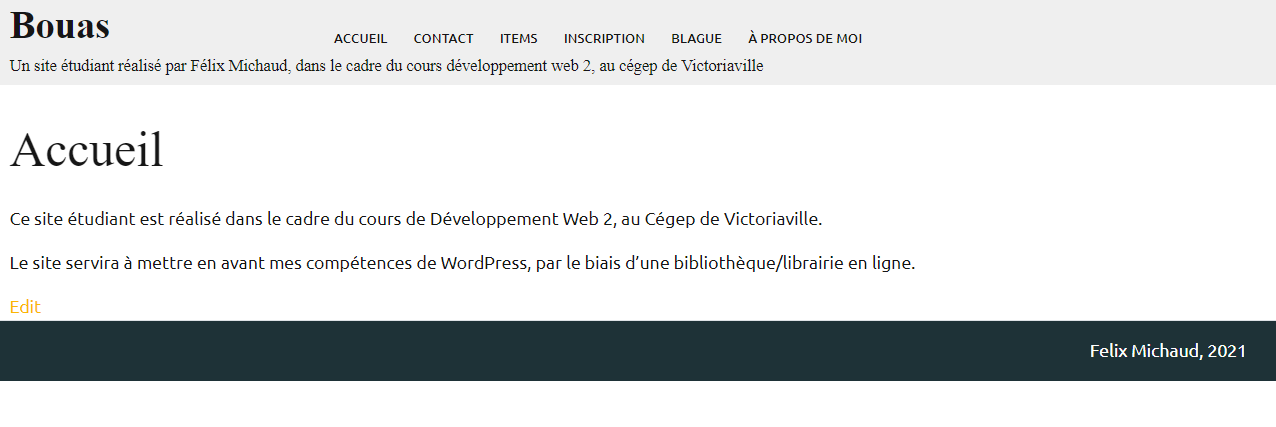 Bouas
ACCUEIL CONTACT ITEMS INSCRIPTION BLAGUE À PROPOS DE MOI
Un site étudiant réalisé par Félix Michaud, dans le cadre du cours développement web 2, au cégep de Victoriaville
Accueil
Ce site étudiant est réalisé dans le cadre du cours de Développement Web 2, au Cégep de Victoriaville.
Le site servira à mettre en avant mes compétences de WordPress, par le biais d’une bibliothèque/librairie en ligne.
Edit
Felix Michaud, 2021